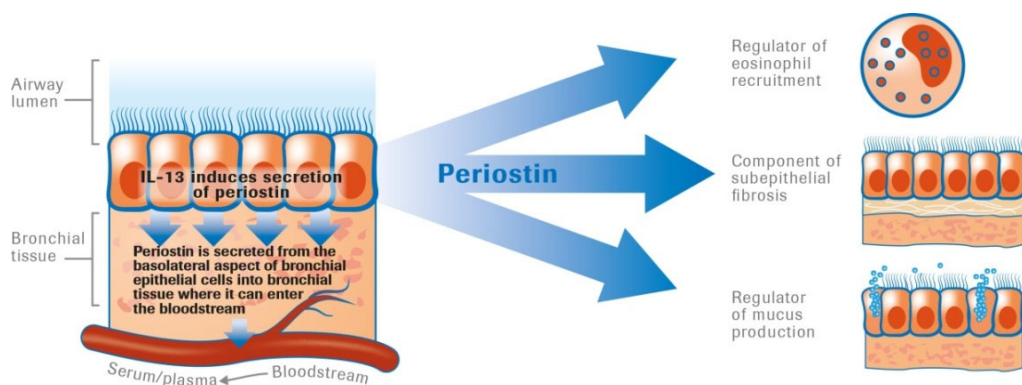 Airway
lumen
IL-13 induces secretion
of periostin
Bronchial
tissue
Periostin is secreted from the
basolateral aspect of bronchial
epithelial cells into bronchial
tissue where it can enter
the bloodstream
Serum/plasma
Bloodstream
Periostin
Regulator of
eosinophil
recruitment
Component of
subepithelial
fibrosis
Regulator
of mucus
production